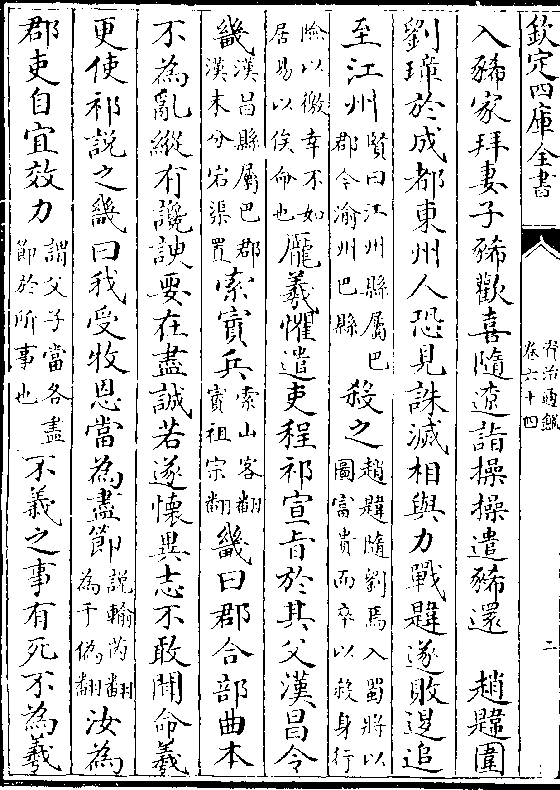 欽定四庫全書
資治通鑑
卷六十四
二
入豨家拜妻子豨歡喜隨遼詣操操遣豨還　趙韙圍
劉璋於成都東州人恐見誅滅相與力戰韙遂敗退追
至江州賢曰江州縣屬巴郡今渝州巴縣殺之趙韙隨劉焉入蜀將以圖富貴而卒以殺身行
險以徼幸不如居易以俟命也龐羲懼遣吏程祁宣旨於其父漢昌令
畿漢昌縣屬巴郡漢末分宕渠置索賨兵索山客翻賨祖宗翻畿曰郡合部曲本
不為亂縱有讒諛要在盡誠若遂懷異志不敢聞命羲
更使祁說之畿曰我受牧恩當為盡節說輸芮翻為于偽翻汝為
郡吏自宜效力謂父子當各盡節於所事也不義之事有死不為羲